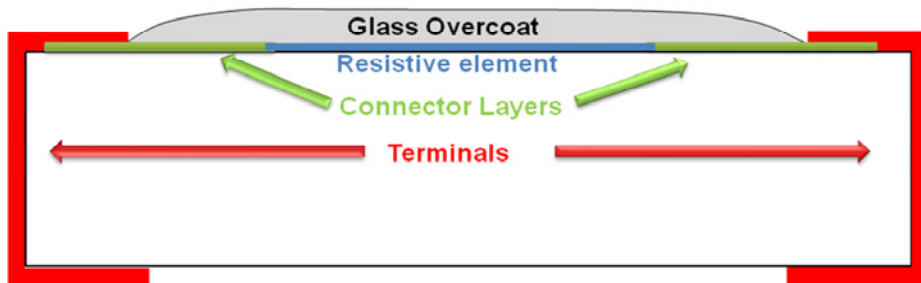 Glass Overcoat
Resistive element
Connector Layers
Terminals